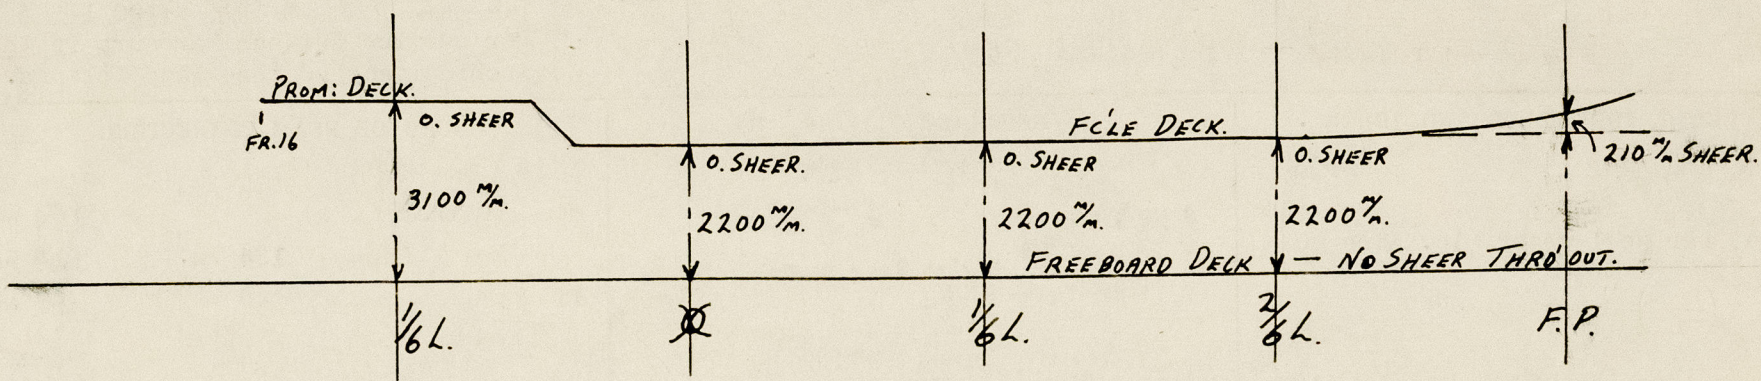 PROM: DECK.
FR.16
O. SHEER
3100 M/M.
O. SHEER.
2200 M/M.
FC'LE DECK.
O. SHEER
2200 M/M.
O. SHEER
2200 M/M.
210 M/M SHEER.
FREEBOARD DECK — NO SHEER THRO' OUT.
1/6 L.
1/6 L.
2/6 L.
F.P.